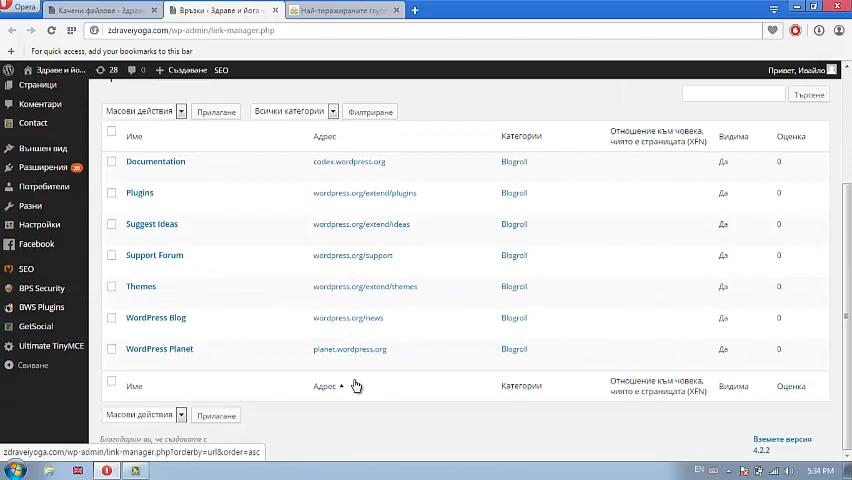 Opera
Качени файлове ‹ Здраве
Връзки ‹ Здраве и йога
Най-тиражираните глупо
zdraveiyoga.com/wp-admin/link-manager.php
For quick access, add your bookmarks to this bar
Здраве и йо...
28
0
+ Създаване
SEO
Привет, Ивайло
Страници
Коментари
Contact
Външен вид
Разширения
Потребители
Разни
Настройки
Facebook
SEO
BPS Security
BWS Plugins
GetSocial
Ultimate TinyMCE
Свиване
Търсене
Масови действия
Прилагане
Всички категории
Филтриране
Име Адрес Категории Отношение към човека, чиято е страницата (XFN) Видима Оценка
Documentation codex.wordpress.org Blogroll Да 0
Plugins wordpress.org/extend/plugins Blogroll Да 0
Suggest Ideas wordpress.org/extend/ideas Blogroll Да 0
Support Forum wordpress.org/support Blogroll Да 0
Themes wordpress.org/extend/themes Blogroll Да 0
WordPress Blog wordpress.org/news Blogroll Да 0
WordPress Planet planet.wordpress.org Blogroll Да 0
Име Адрес Категории Отношение към човека, чиято е страницата (XFN) Видима Оценка
Масови действия
Прилагане
Благодарим ви, че създавате с
Вземете версия
4.2.2
zdraveiyoga.com/wp-admin/link-manager.php?orderby=url&order=asc
EN
5:34 PM